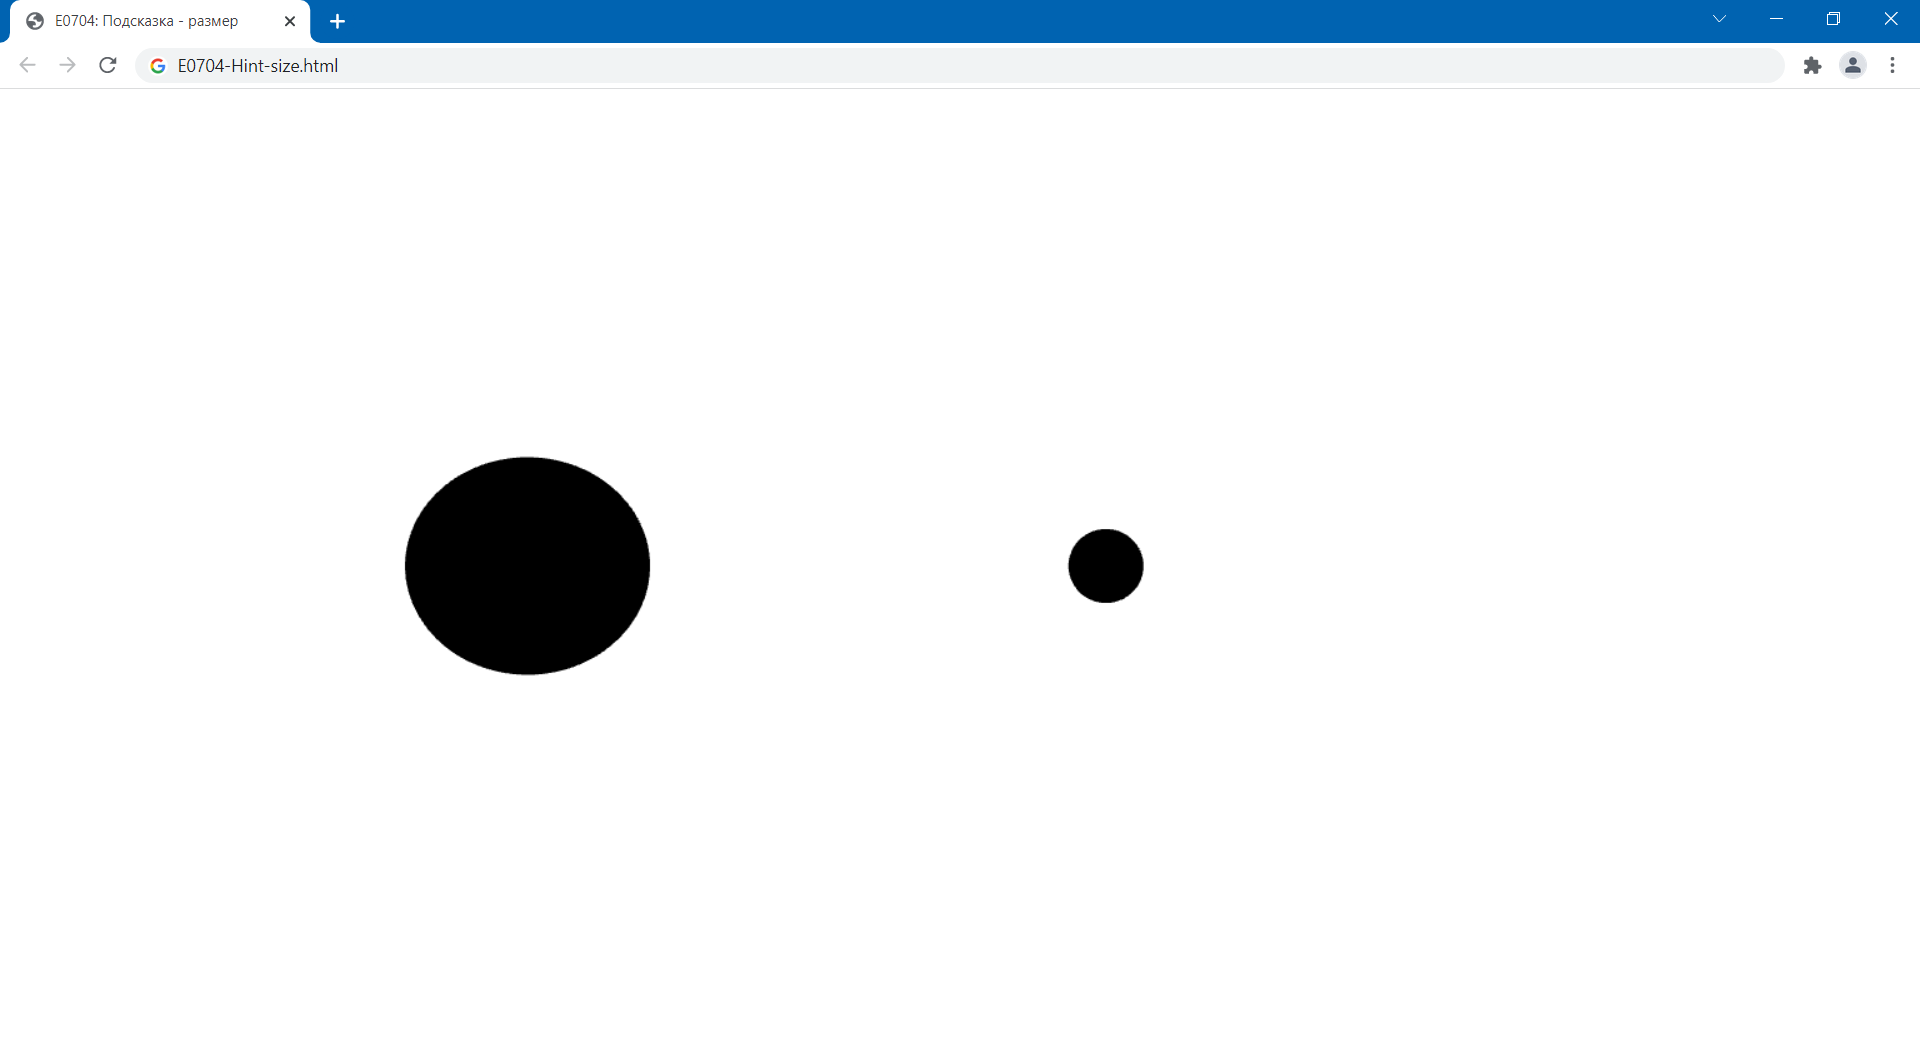 E0704: Подсказка - размер
E0704-Hint-size.html